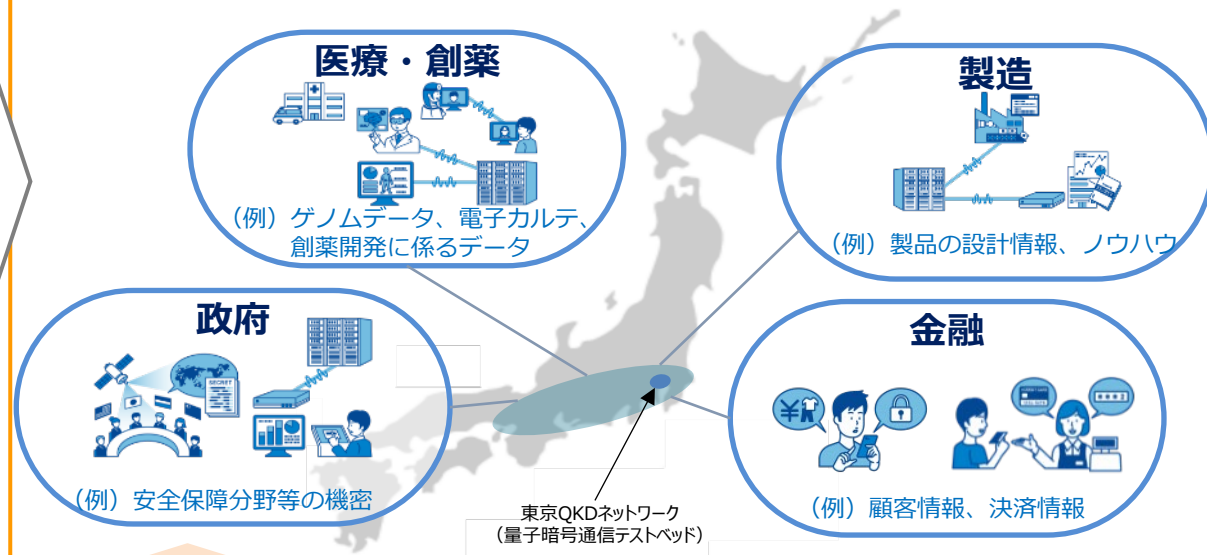 医療・創薬
(例)ゲノムデータ、電子カルテ、
創薬開発に係るデータ
製造
(例)製品の設計情報、ノウハウ
政府
SECRET
(例)安全保障分野等の機密
金融
¥
(例)顧客情報、決済情報
東京QKDネットワーク
(量子暗号通信テストベッド)